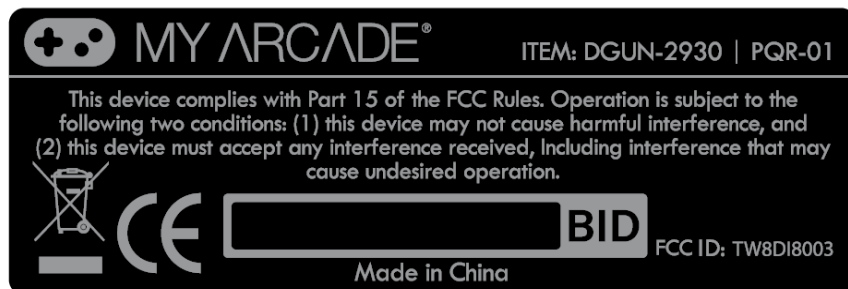 MY ARCADE®
ITEM: DGUN-2930 | PQR-01
This device complies with Part 15 of the FCC Rules. Operation is subject to the
following two conditions: (1) this device may not cause harmful interference, and
(2) this device must accept any interference received, Including interference that may
cause undesired operation.
CE
BID
FCC ID: TW8DI8003
Made in China